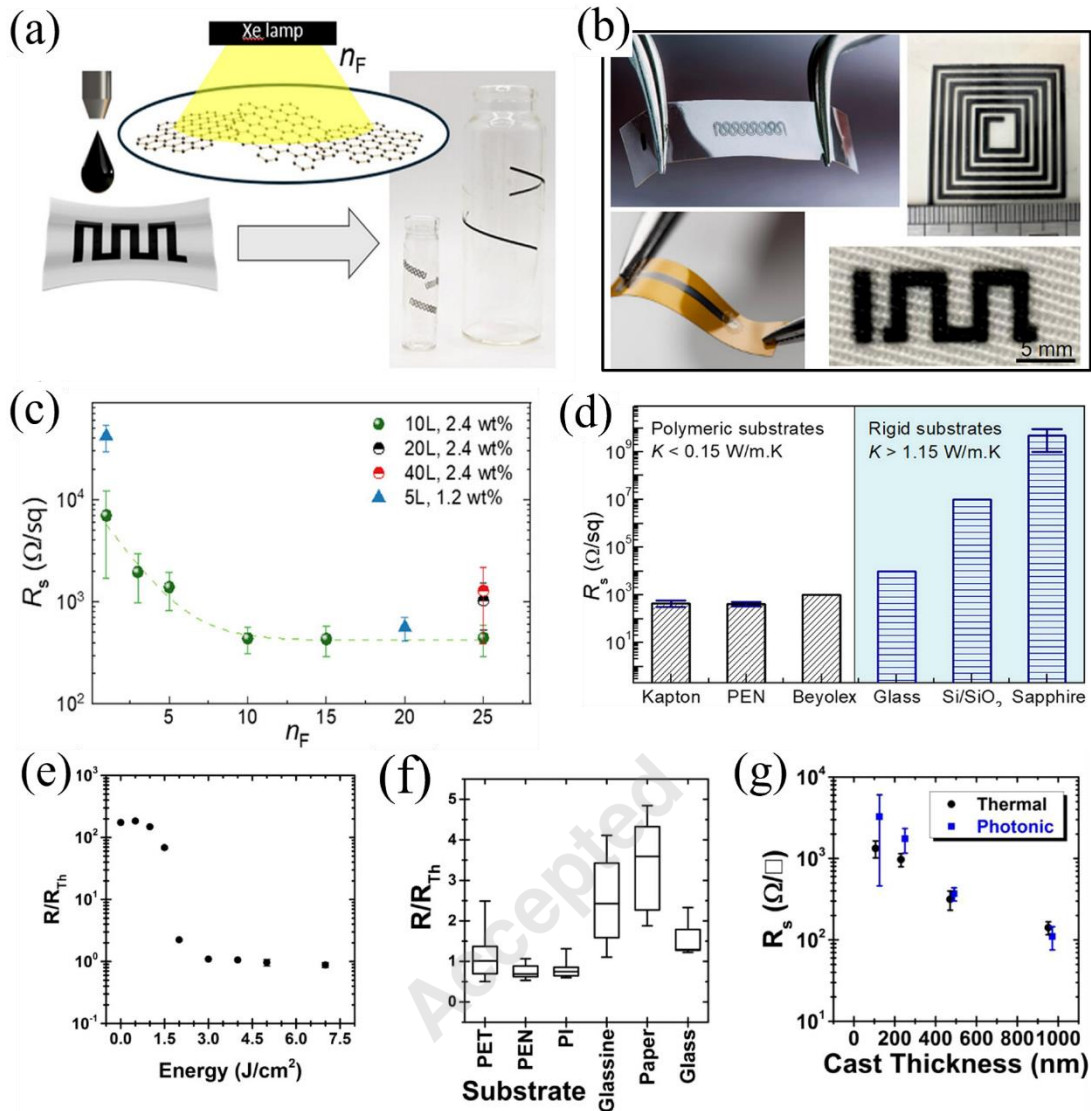 (a)
Xe lamp
nF
(b)
5 mm
(c)
Rs (Ω/sq)
10⁴
10³
10²
5
10
15
20
25
nF
10L, 2.4 wt%
20L, 2.4 wt%
40L, 2.4 wt%
5L, 1.2 wt%
(d)
Rs (Ω/sq)
10⁹
10⁷
10⁵
10³
10¹
Polymeric substrates
K < 0.15 W/m.K
Rigid substrates
K > 1.15 W/m.K
Kapton
PEN
Beyolex
Glass
Si/SiO₂
Sapphire
(e)
R/RTh
10³
10²
10¹
10⁰
10⁻¹
0.0
1.5
3.0
4.5
6.0
7.5
Energy (J/cm²)
(f)
R/RTh
5
4
3
2
1
0
PET
PEN
PI
Glassine
Paper
Glass
Substrate
Accepted
(g)
Rs (Ω/□)
10⁴
10³
10²
10¹
Thermal
Photonic
0
200
400
600
800
1000
Cast Thickness (nm)